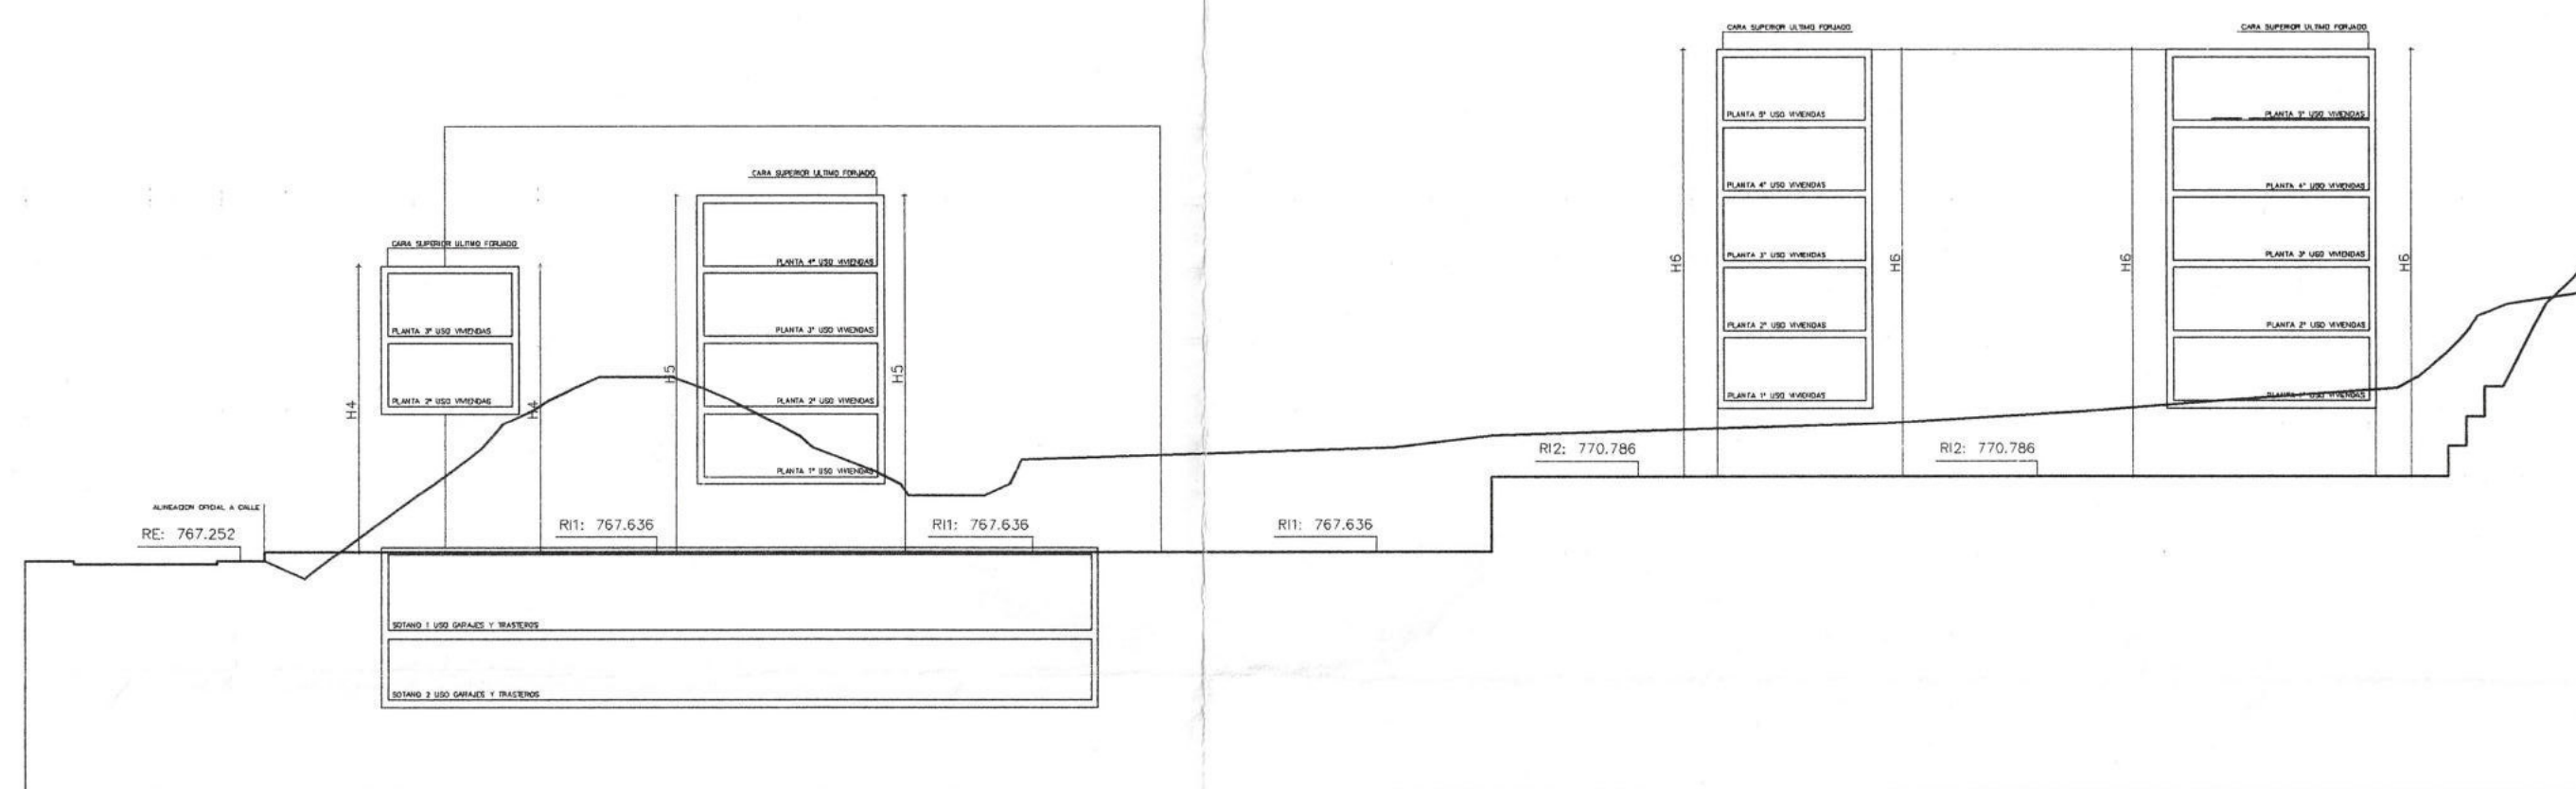 CARA SUPERIOR ULTIMO FORJADO
CARA SUPERIOR ULTIMO FORJADO
PLANTA 5ª USO VIVIENDAS
PLANTA 5ª USO VIVIENDAS
CARA SUPERIOR ULTIMO FORJADO
PLANTA 4ª USO VIVIENDAS
PLANTA 4ª USO VIVIENDAS
CARA SUPERIOR ULTIMO FORJADO
PLANTA 4ª USO VIVIENDAS
PLANTA 3ª USO VIVIENDAS
PLANTA 3ª USO VIVIENDAS
H6
H6
H6
H6
PLANTA 3ª USO VIVIENDAS
PLANTA 3ª USO VIVIENDAS
PLANTA 2ª USO VIVIENDAS
PLANTA 2ª USO VIVIENDAS
H5
H5
PLANTA 2ª USO VIVIENDAS
PLANTA 2ª USO VIVIENDAS
PLANTA 1ª USO VIVIENDAS
PLANTA 1ª USO VIVIENDAS
H4
H4
RI2: 770.786
RI2: 770.786
PLANTA 1ª USO VIVIENDAS
ALINEACION OFICIAL A CALLE
RE: 767.252
RI1: 767.636
RI1: 767.636
RI1: 767.636
SOTANO 1 USO GARAJES Y TRASTEROS
SOTANO 2 USO GARAJES Y TRASTEROS